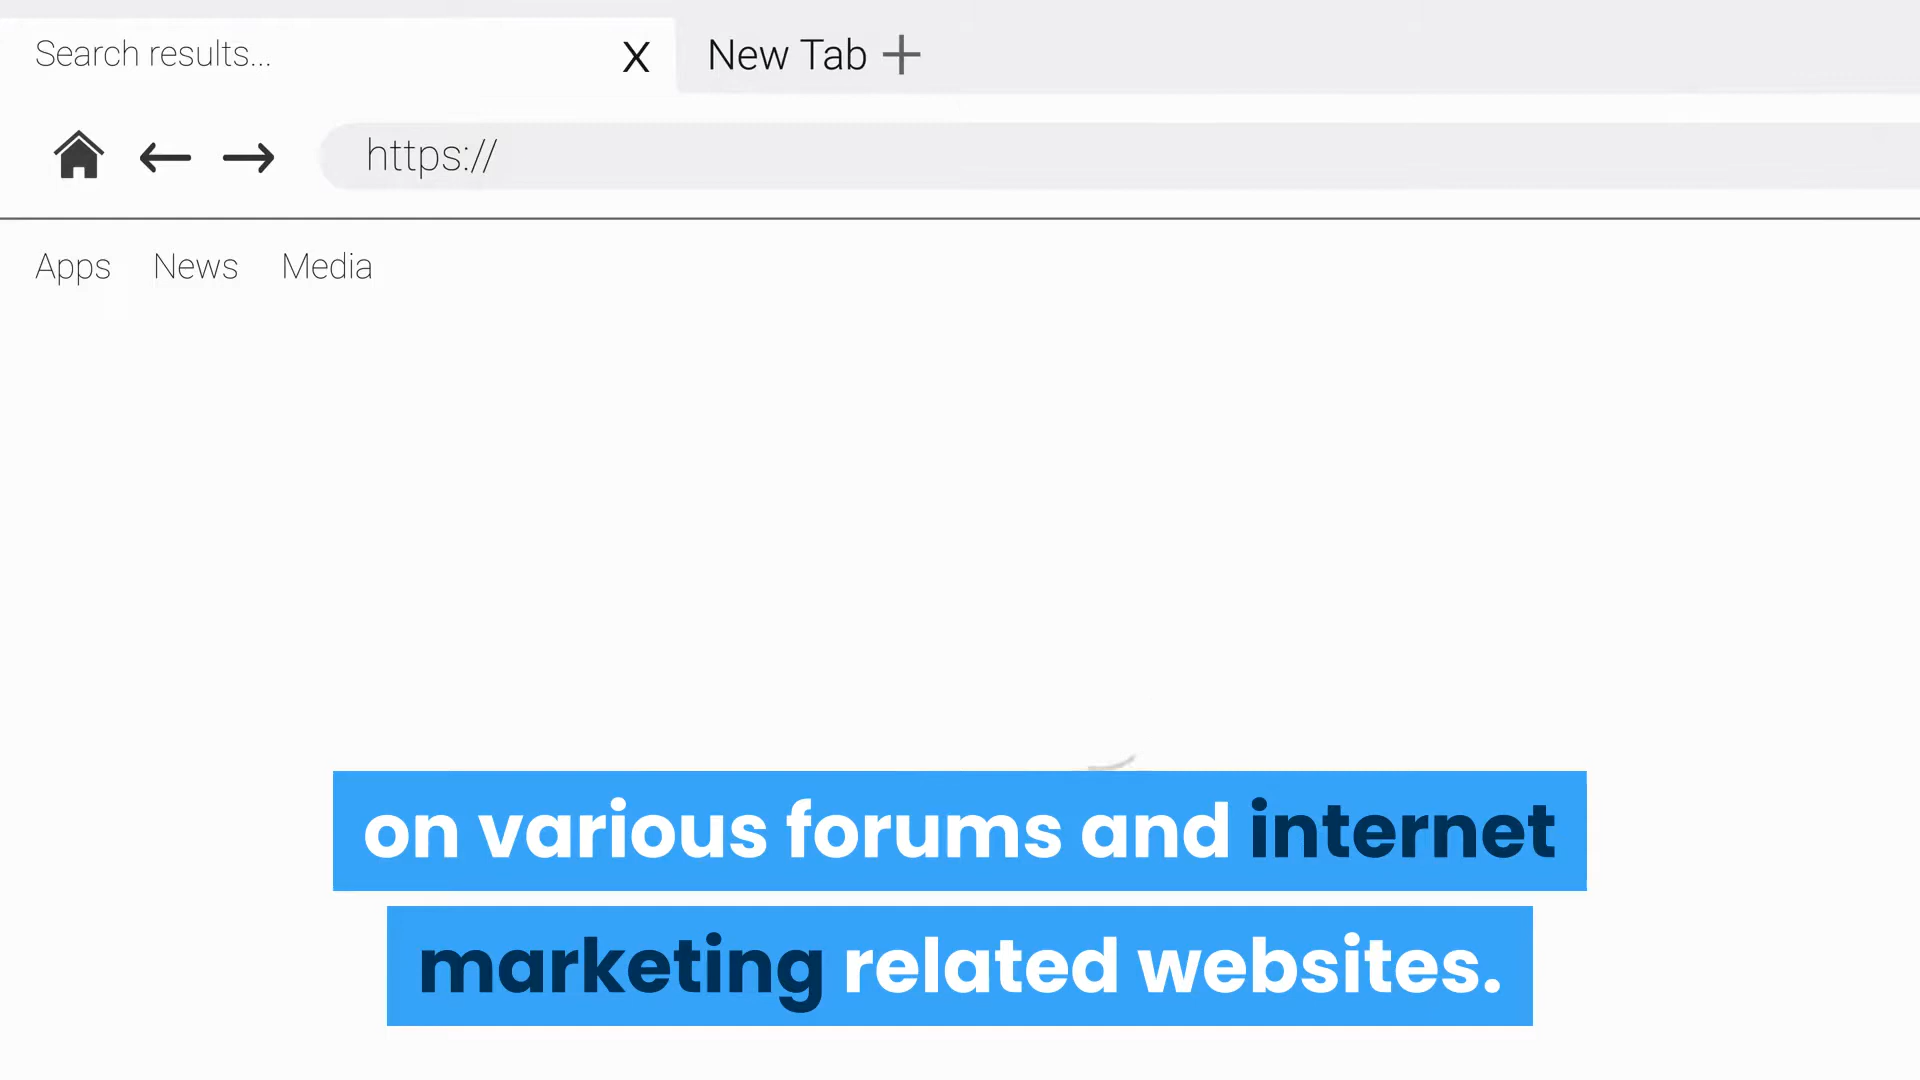 Search results... X New Tab +
https://
Apps News Media
on various forums and internet
marketing related websites.